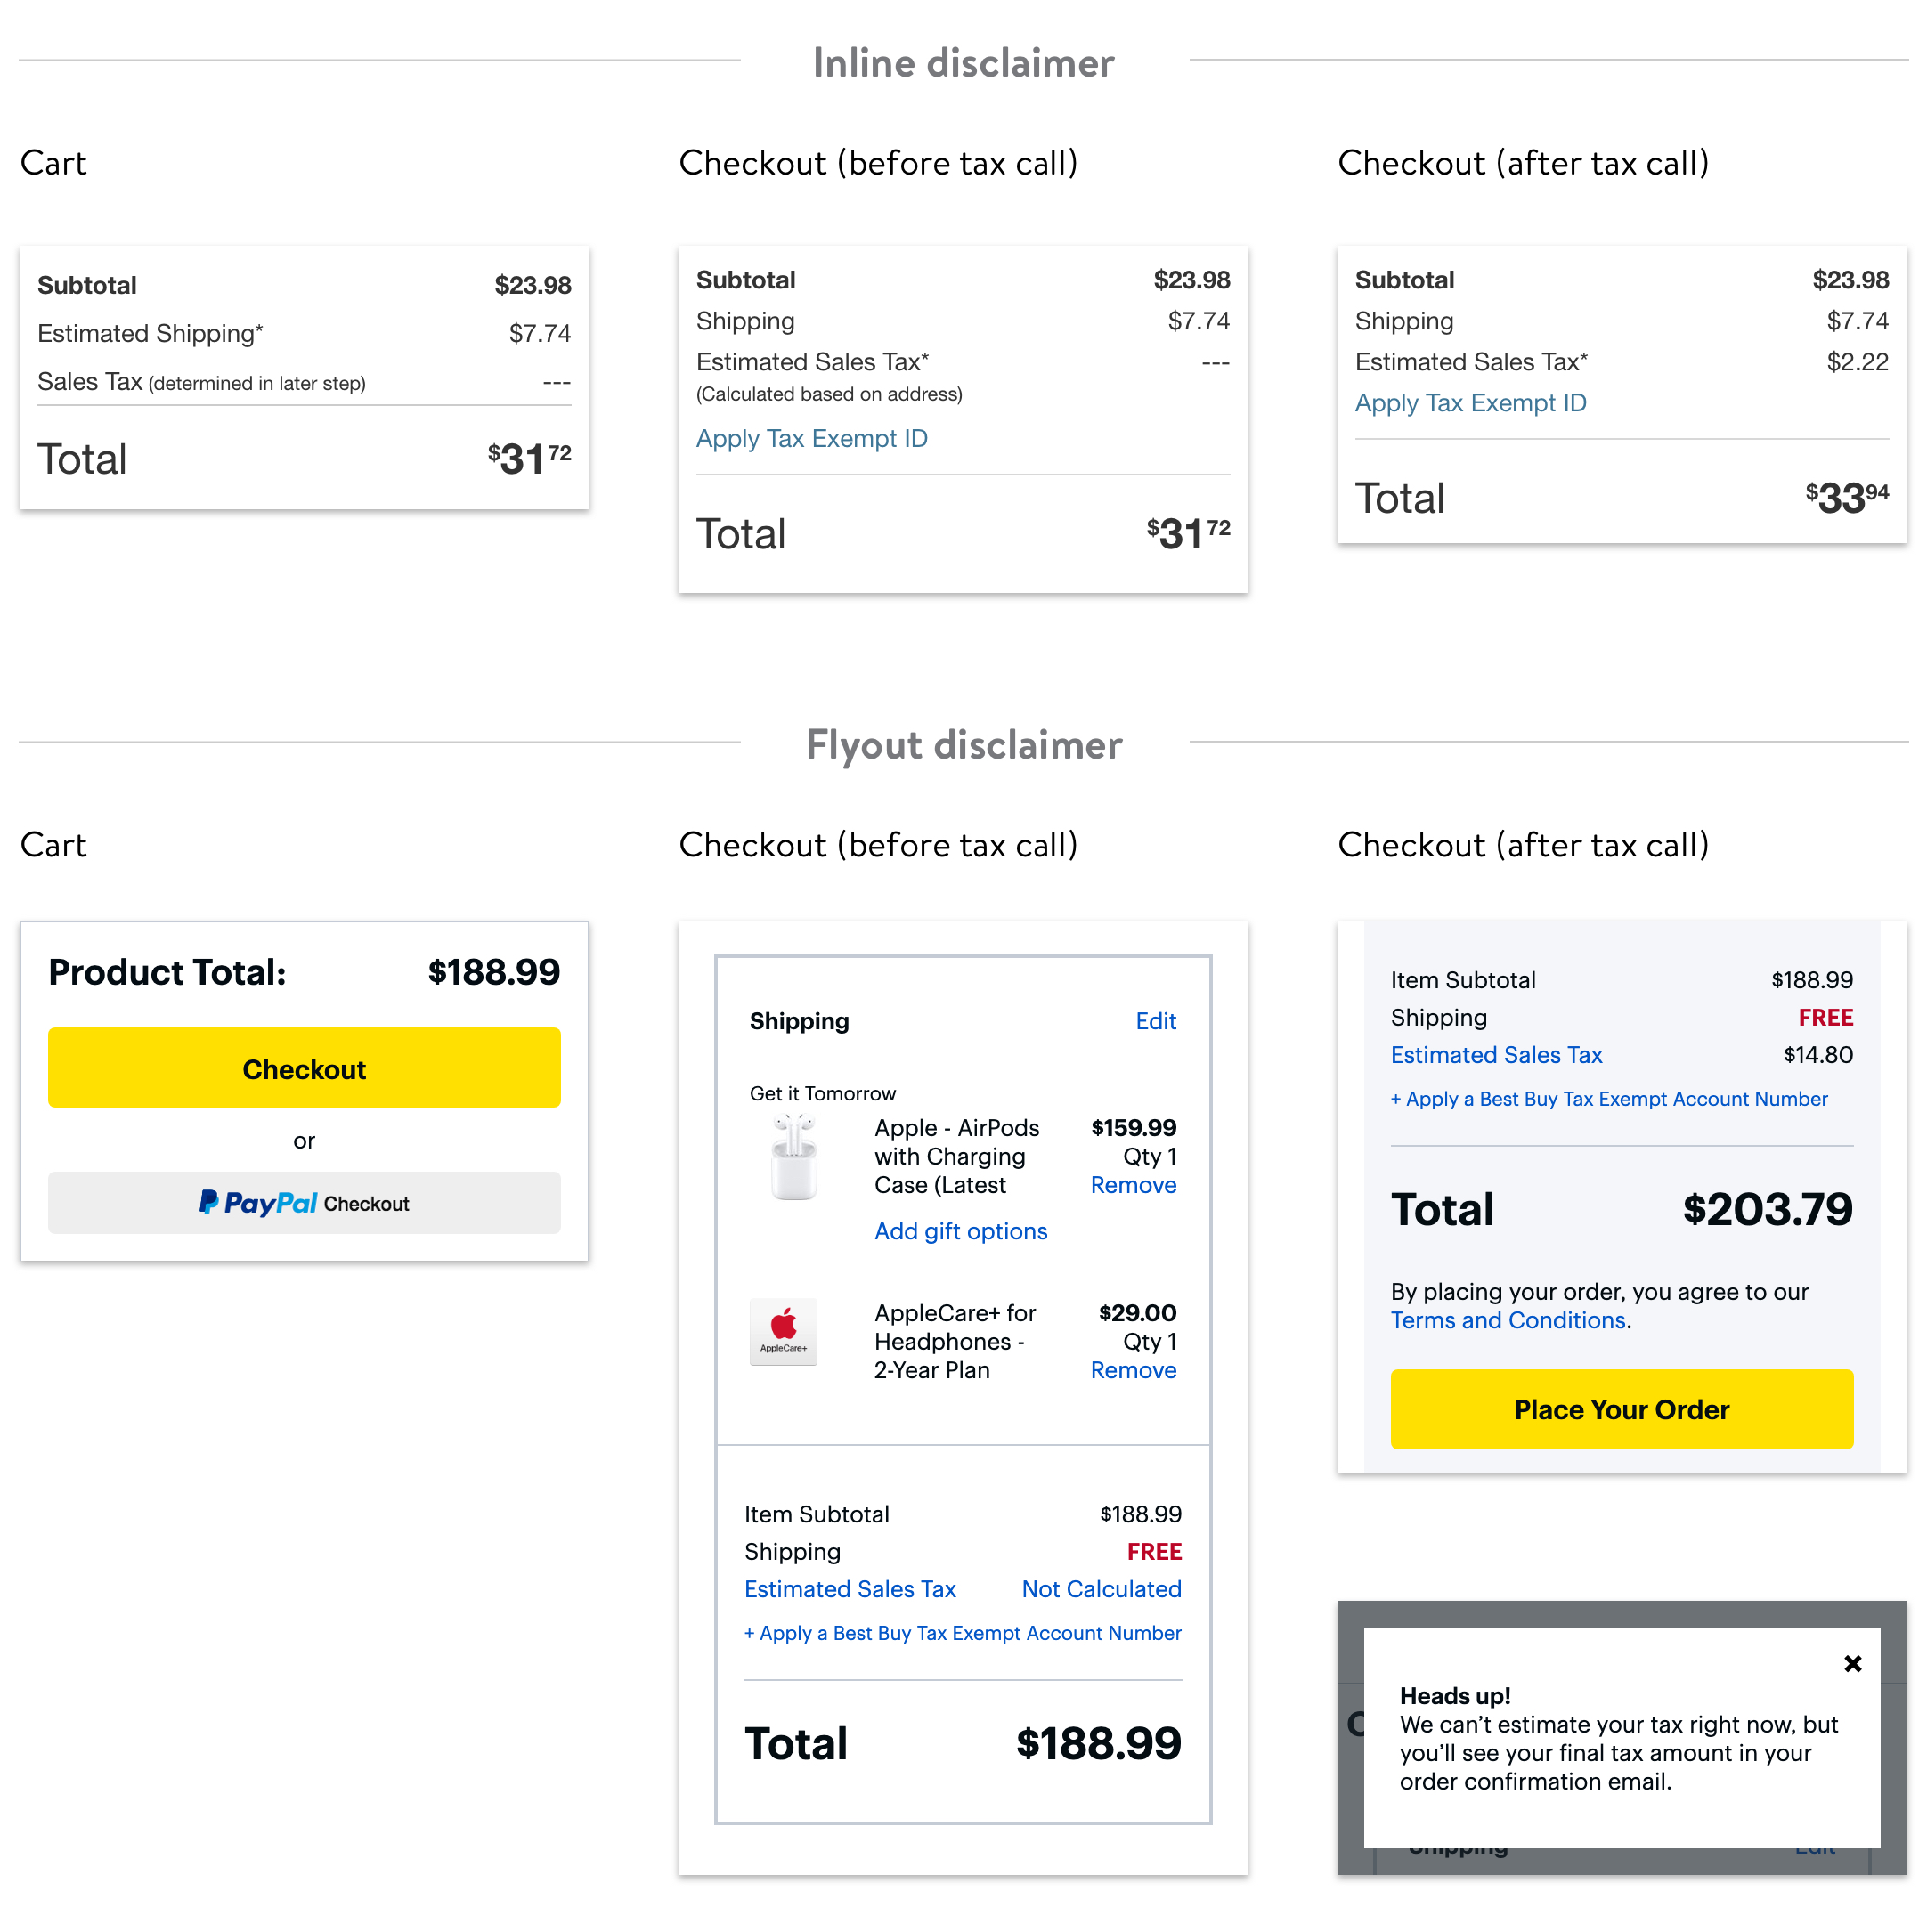 Inline disclaimer
Cart
Subtotal $23.98
Estimated Shipping* $7.74
Sales Tax (determined in later step) ---
Total $31 72
Checkout (before tax call)
Subtotal $23.98
Shipping $7.74
Estimated Sales Tax* ---
(Calculated based on address)
Apply Tax Exempt ID
Total $31 72
Checkout (after tax call)
Subtotal $23.98
Shipping $7.74
Estimated Sales Tax* $2.22
Apply Tax Exempt ID
Total $33 94
Flyout disclaimer
Cart
Product Total: $188.99
Checkout
or
PayPal Checkout
Checkout (before tax call)
Shipping Edit
Get it Tomorrow
Apple - AirPods $159.99
with Charging Qty 1
Case (Latest Remove
Add gift options
AppleCare+
AppleCare+ for $29.00
Headphones - Qty 1
2-Year Plan Remove
Item Subtotal $188.99
Shipping FREE
Estimated Sales Tax Not Calculated
+ Apply a Best Buy Tax Exempt Account Number
Total $188.99
Checkout (after tax call)
Item Subtotal $188.99
Shipping FREE
Estimated Sales Tax $14.80
+ Apply a Best Buy Tax Exempt Account Number
Total $203.79
By placing your order, you agree to our
Terms and Conditions.
Place Your Order
Heads up!
We can't estimate your tax right now, but
you'll see your final tax amount in your
order confirmation email.
Shipping Edit